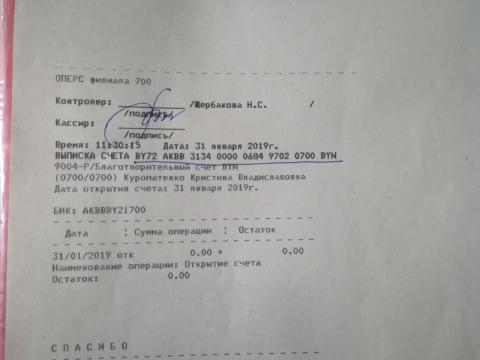 ОПЕРС филиала 700
Контролер: /Щербакова Н.С. /
/подпись/
Кассир:
/подпись/
Время: 11:30:15 Дата: 31 января 2019г.
ВЫПИСКА СЧЕТА BY72 AKBB 3134 0000 0684 9702 0700 BYN
9004-Р/Благотворительный счет BYN
(0700/0700) Куропатенко Кристина Владиславовна
Дата открытия счета: 31 января 2019г.
БИК: AKBBBY21700
Дата ¦ Сумма операции ¦ Остаток
31/01/2019 отк 0.00 + 0.00
Наименование операции: Открытие счета
Остаток: 0.00
С П А С И Б О